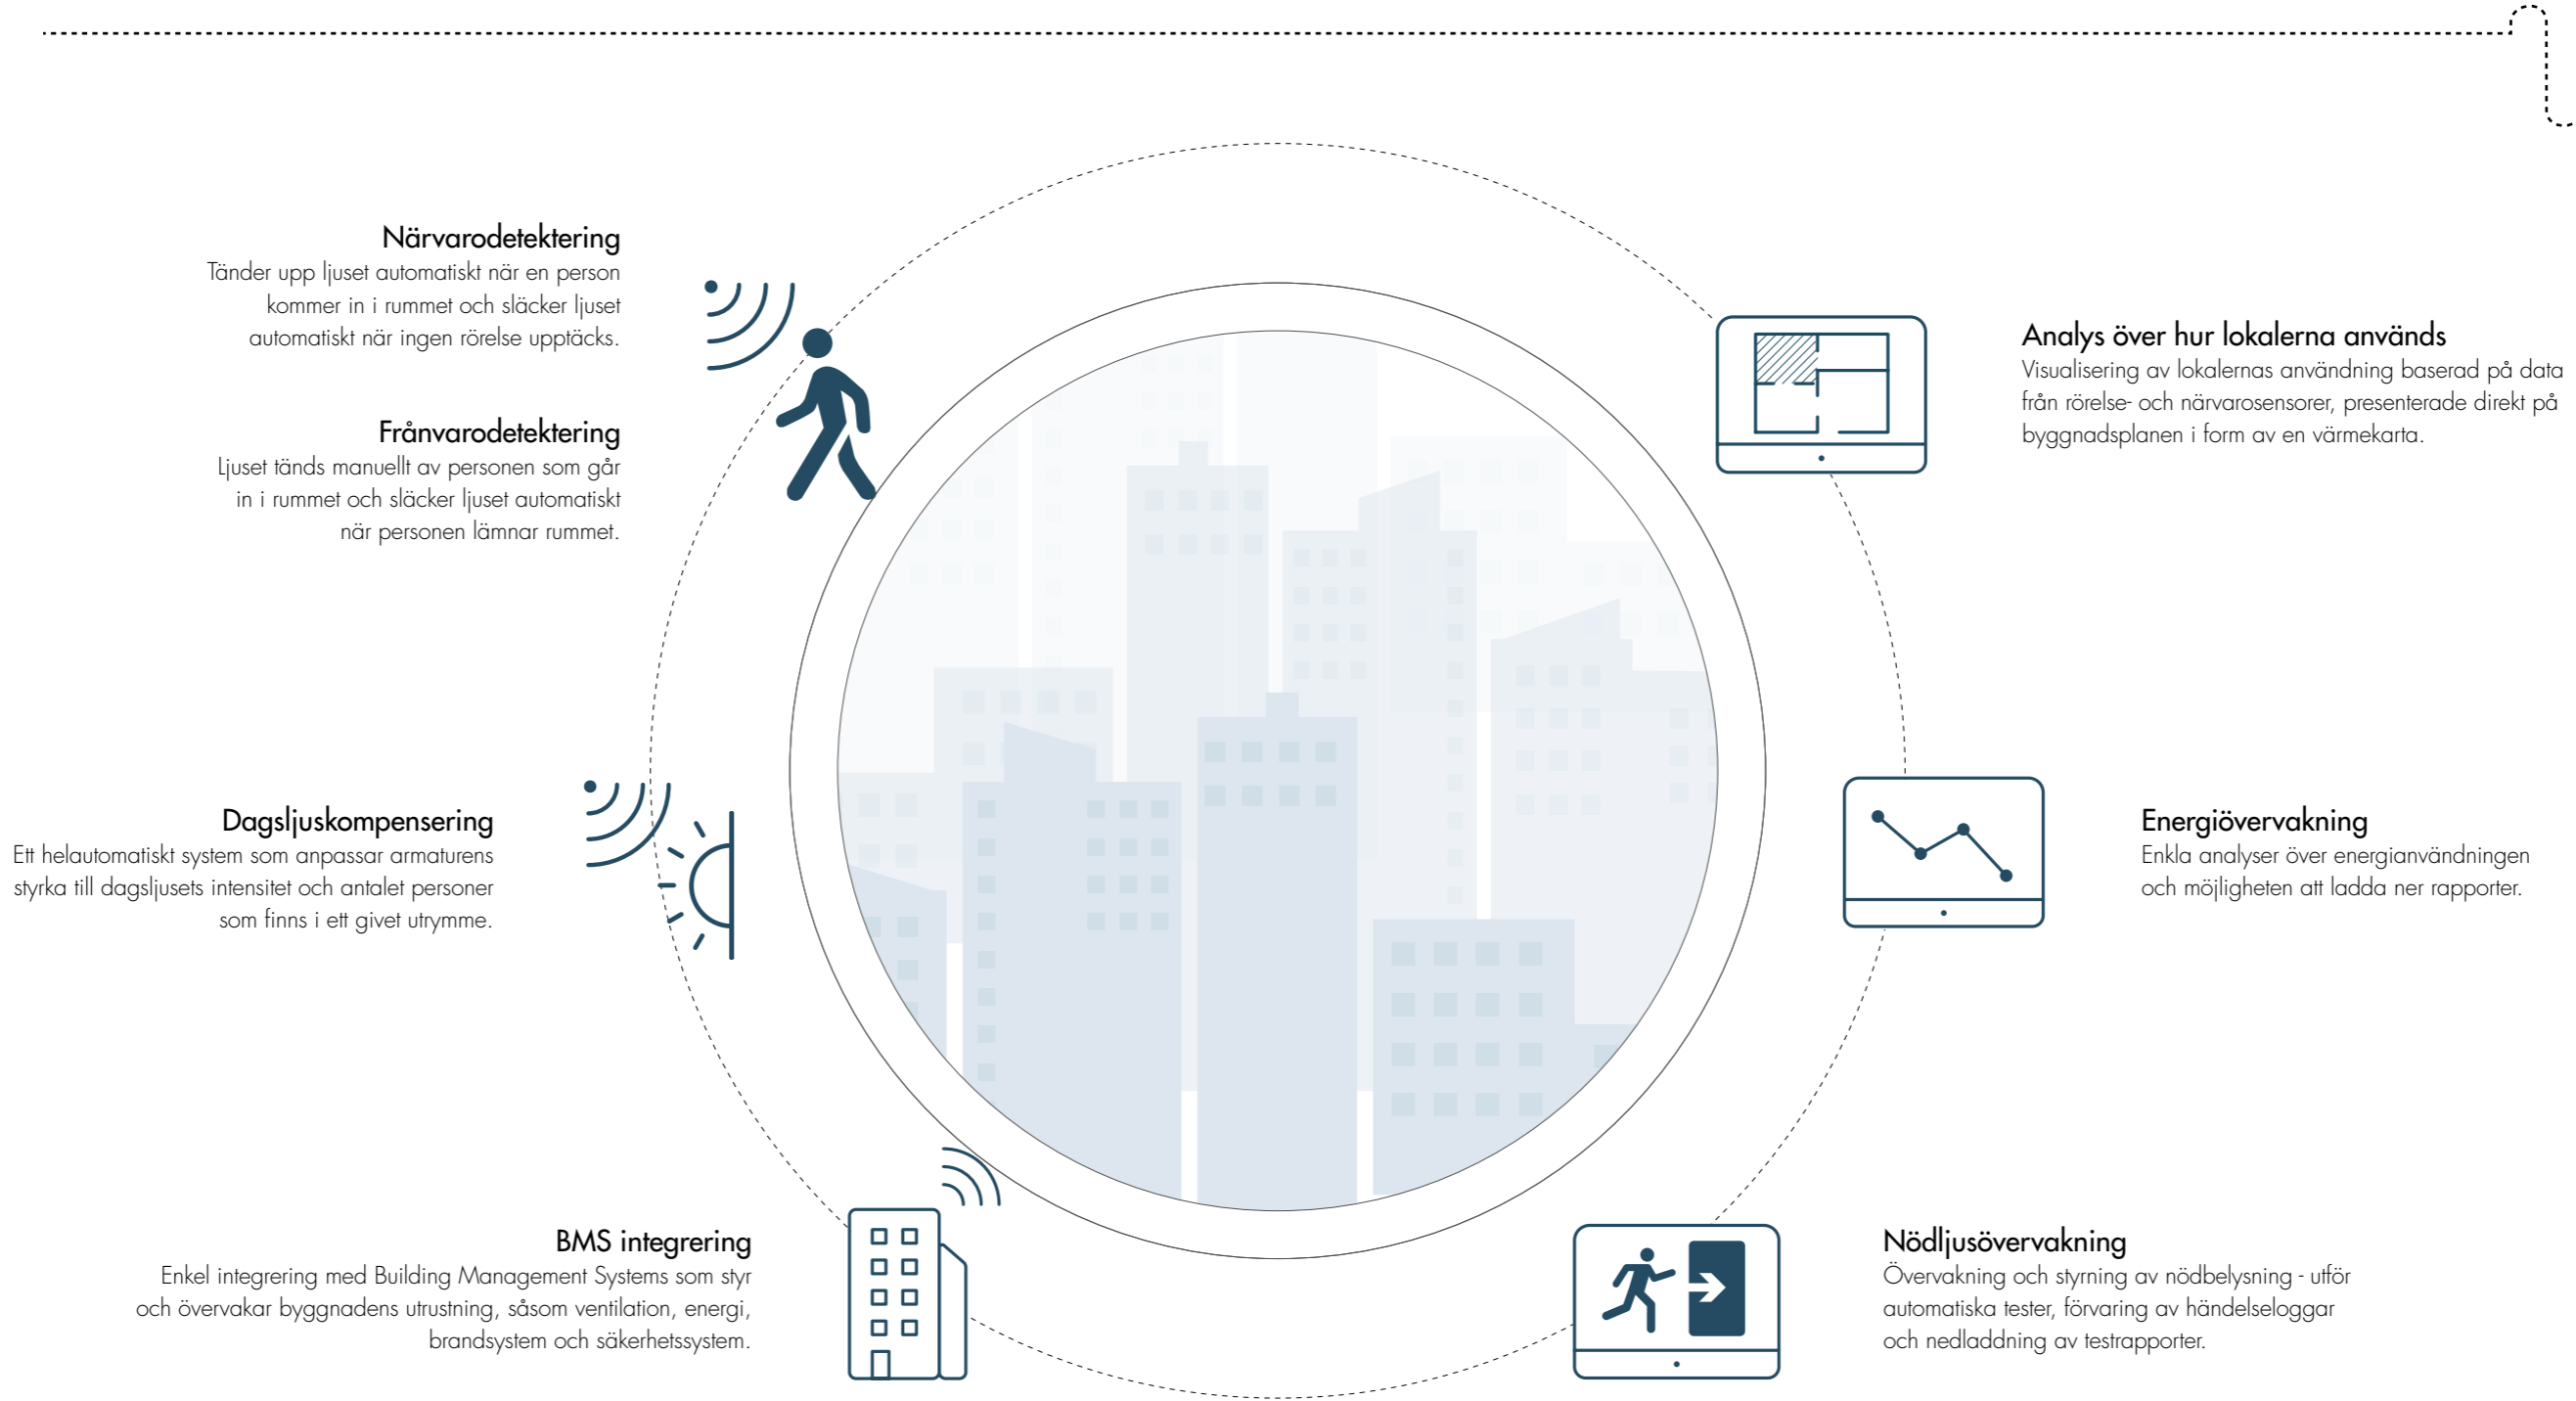 Närvarodetektering
Tänder upp ljuset automatiskt när en person
kommer in i rummet och släcker ljuset
automatiskt när ingen rörelse upptäcks.
Frånvarodetektering
Ljuset tänds manuellt av personen som går
in i rummet och släcker ljuset automatiskt
när personen lämnar rummet.
Dagsljuskompensering
Ett helautomatiskt system som anpassar armaturens
styrka till dagsljusets intensitet och antalet personer
som finns i ett givet utrymme.
BMS integrering
Enkel integrering med Building Management Systems som styr
och övervakar byggnadens utrustning, såsom ventilation, energi,
brandsystem och säkerhetssystem.
Analys över hur lokalerna används
Visualisering av lokalernas användning baserad på data
från rörelse- och närvarosensorer, presenterade direkt på
byggnadsplanen i form av en värmekarta.
Energiövervakning
Enkla analyser över energianvändningen
och möjligheten att ladda ner rapporter.
Nödljusövervakning
Övervakning och styrning av nödbelysning - utför
automatiska tester, förvaring av händelseloggar
och nedladdning av testrapporter.